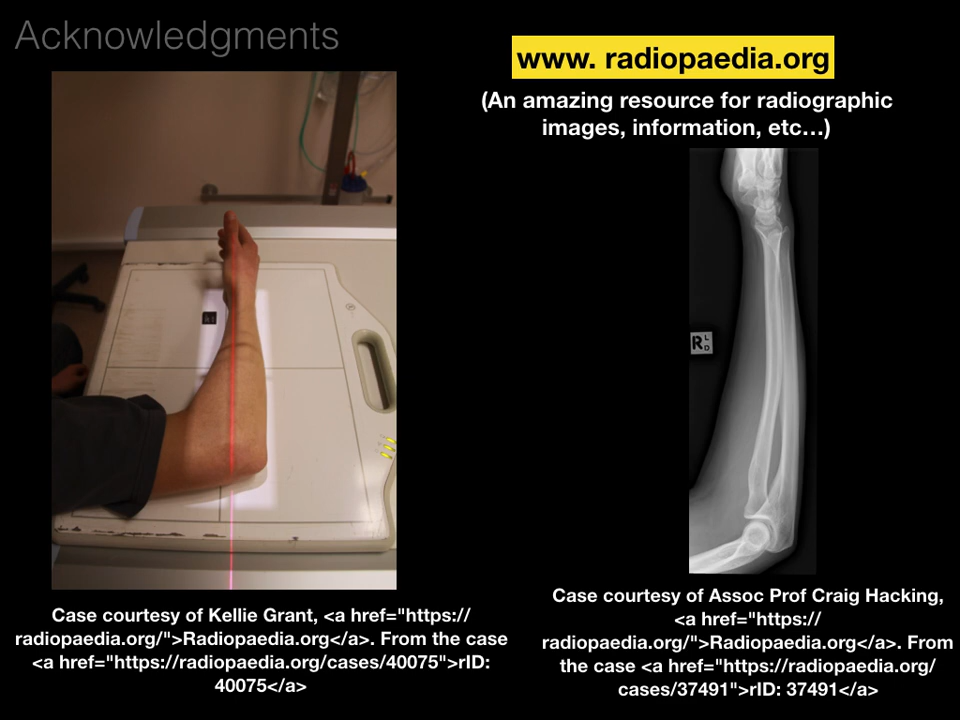 Acknowledgments
www. radiopaedia.org
(An amazing resource for radiographic
images, information, etc…)
R L
D
Case courtesy of Kellie Grant, <a href="https://
radiopaedia.org/">Radiopaedia.org</a>. From the case
<a href="https://radiopaedia.org/cases/40075">rID:
40075</a>
Case courtesy of Assoc Prof Craig Hacking,
<a href="https://
radiopaedia.org/">Radiopaedia.org</a>. From
the case <a href="https://radiopaedia.org/
cases/37491">rID: 37491</a>